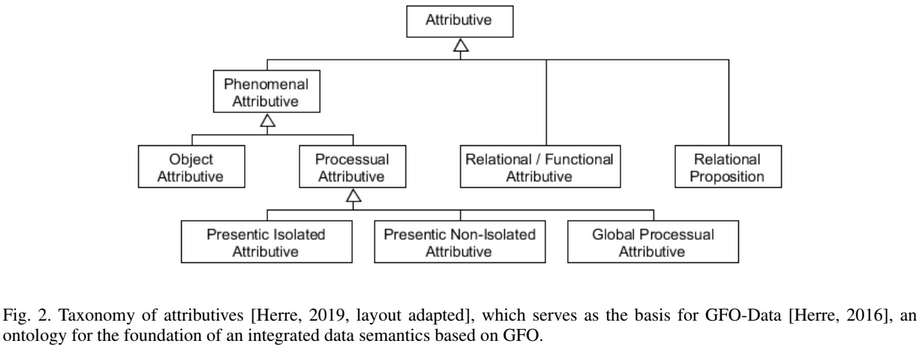 Attributive
Phenomenal
Attributive
Object
Attributive
Processual
Attributive
Relational / Functional
Attributive
Relational
Proposition
Presentic Isolated
Attributive
Presentic Non-Isolated
Attributive
Global Processual
Attributive
Fig. 2. Taxonomy of attributives [Herre, 2019, layout adapted], which serves as the basis for GFO-Data [Herre, 2016], an
ontology for the foundation of an integrated data semantics based on GFO.